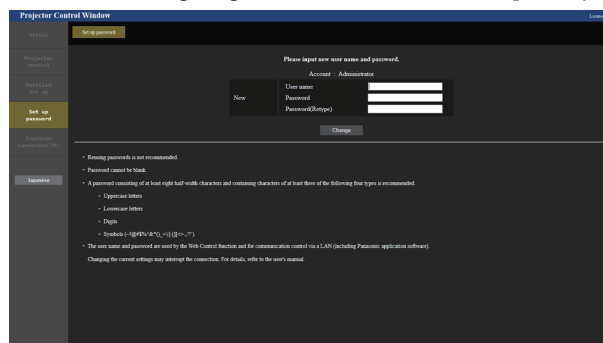 Projector Control Window
License
Status
Set up password
Projector
control
Detailed
set up
Set up
password
Crestron
Connected(TM)
Japanese
Please input new user name and password.
Account : Administrator
New
User name
Password
Password(Retype)
Change
• Reusing passwords is not recommended.
• Password cannot be blank.
• A password consisting of at least eight half-width characters and containing characters of at least three of the following four types is recommended.
• Uppercase letters
• Lowercase letters
• Digits
• Symbols
• The user name and password are used by the Web Control function and for communication control via a LAN (including Panasonic application software).
Changing the current settings may interrupt the connection. For details, refer to the user's manual.